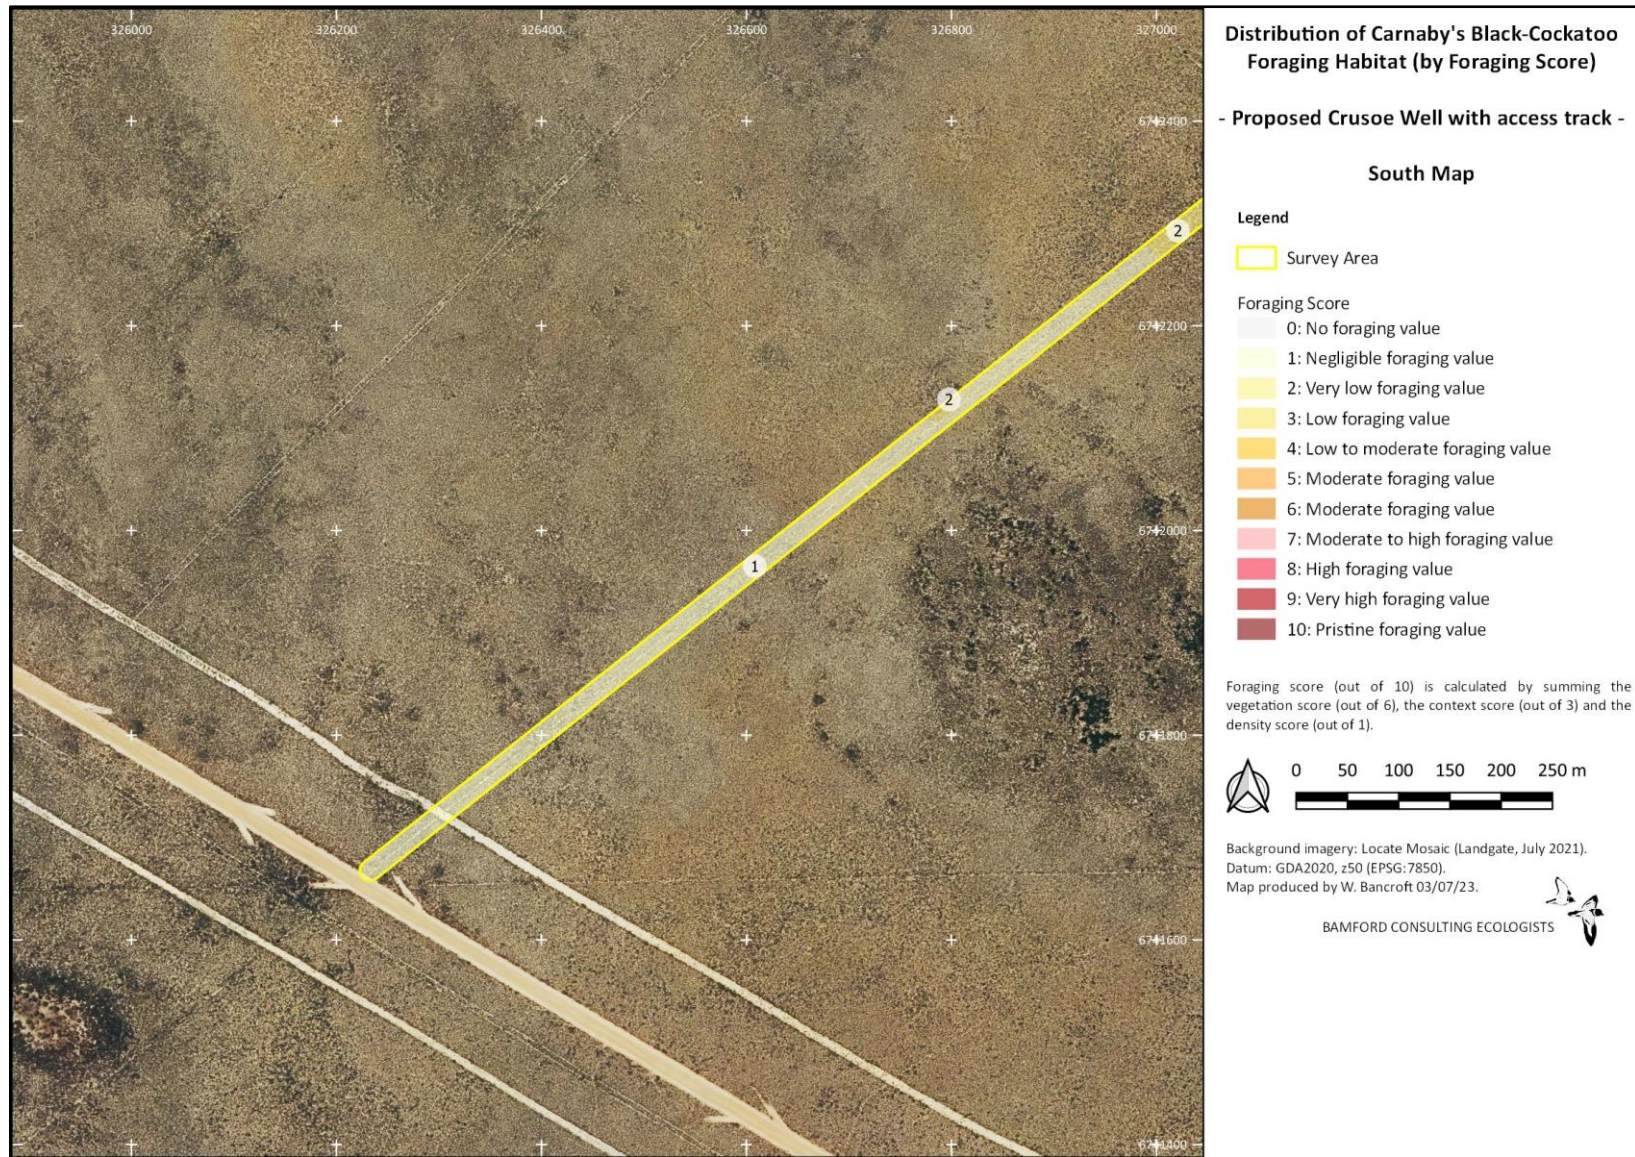 326000 326200 326400 326600 326800 327000
6712400
2
6712200
2
6712000
1
6711800
6711600
6711400
Distribution of Carnaby's Black-Cockatoo
Foraging Habitat (by Foraging Score)
- Proposed Crusoe Well with access track -
South Map
Legend
Survey Area
Foraging Score
0: No foraging value
1: Negligible foraging value
2: Very low foraging value
3: Low foraging value
4: Low to moderate foraging value
5: Moderate foraging value
6: Moderate foraging value
7: Moderate to high foraging value
8: High foraging value
9: Very high foraging value
10: Pristine foraging value
Foraging score (out of 10) is calculated by summing the
vegetation score (out of 6), the context score (out of 3) and the
density score (out of 1).
0 50 100 150 200 250 m
Background imagery: Locate Mosaic (Landgate, July 2021).
Datum: GDA2020, z50 (EPSG:7850).
Map produced by W. Bancroft 03/07/23.
BAMFORD CONSULTING ECOLOGISTS